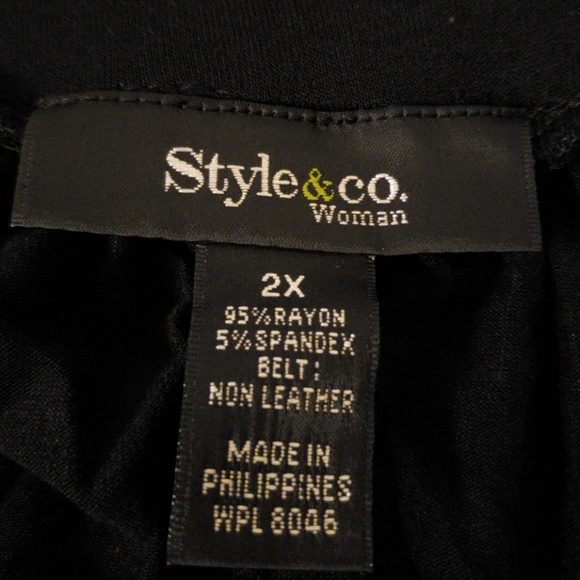 Style&co.
Woman
2X
95%RAYON
5%SPANDEX
BELT:
NON LEATHER
MADE IN
PHILIPPINES
WPL 8046